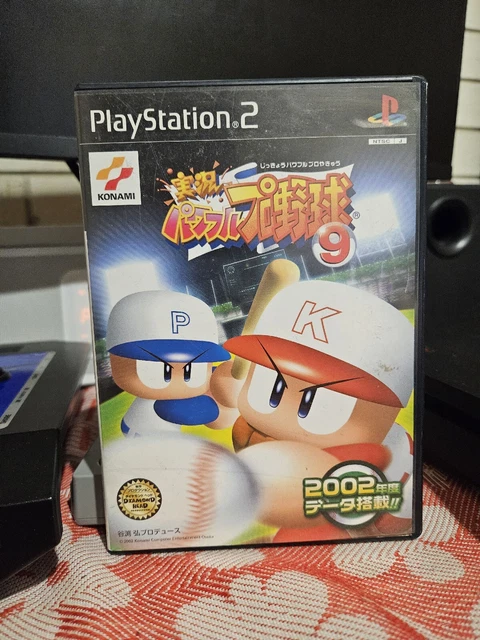 PlayStation®2
NTSC J
KONAMI
じっきょうパワフルプロやきゅう
実況
パワフルプロ野球®
9
P
K
2002年度
データ搭載!!
DIAMOND
HEAD
谷渕 弘プロデュース